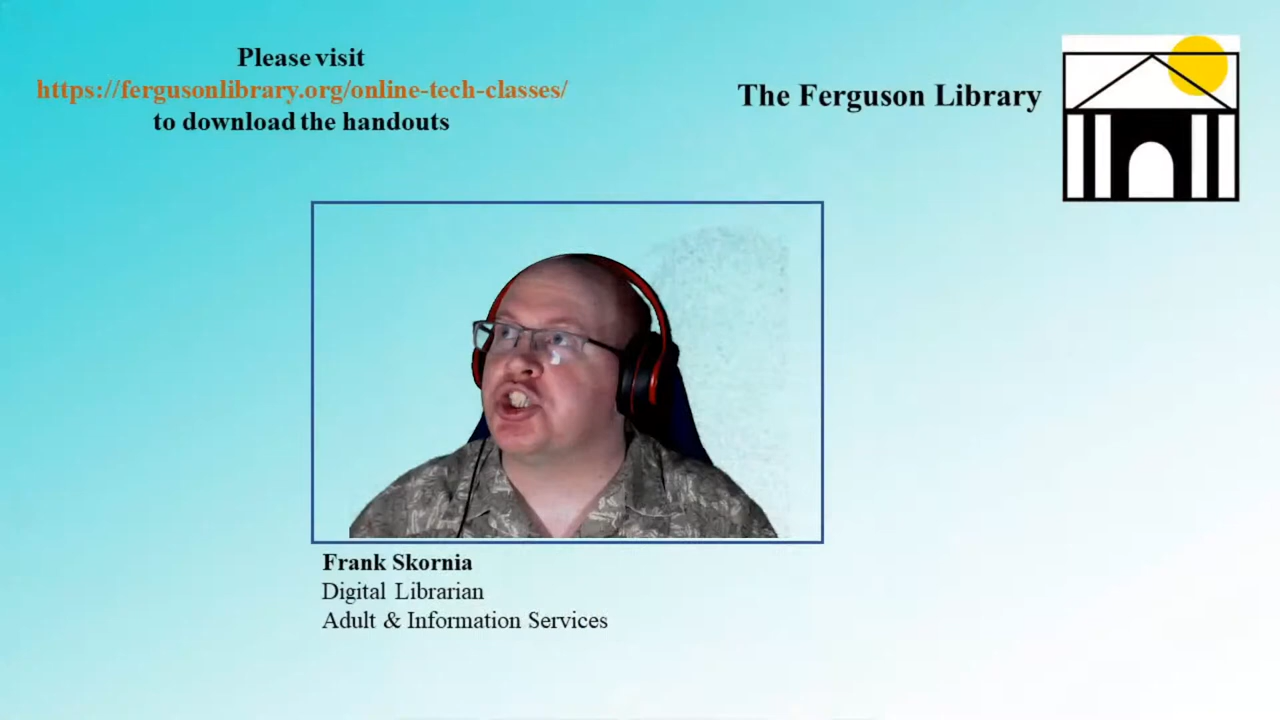 Please visit
https://fergusonlibrary.org/online-tech-classes/
to download the handouts
The Ferguson Library
Frank Skornia
Digital Librarian
Adult & Information Services